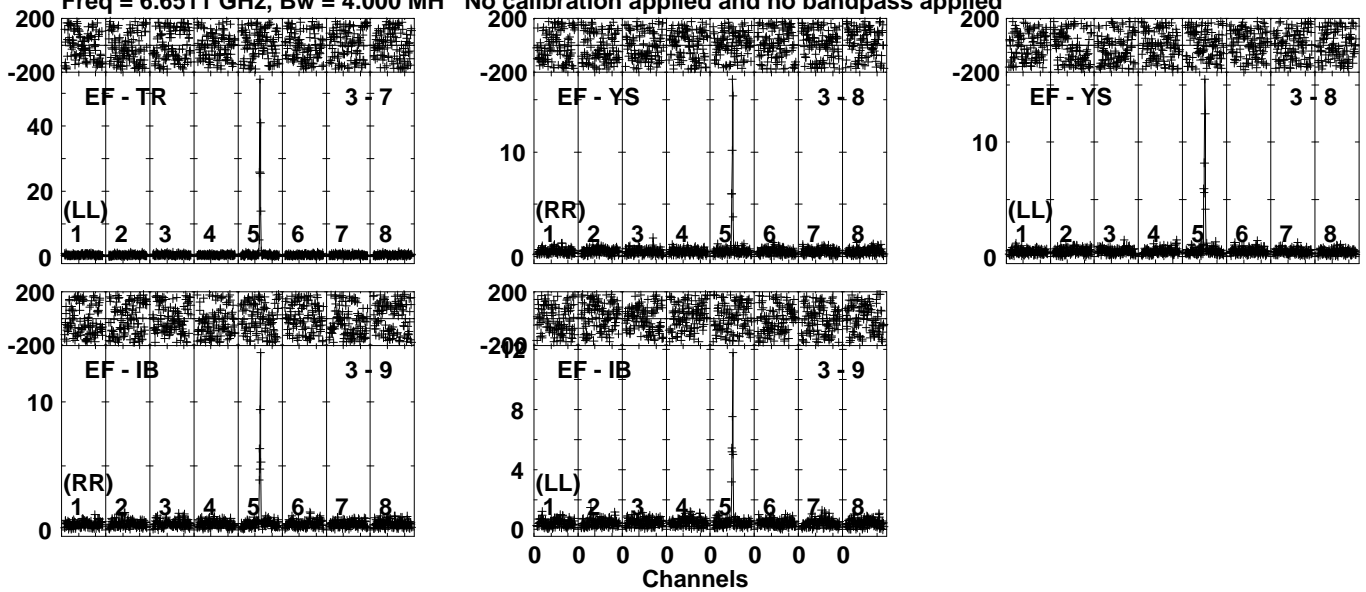 Freq = 6.6511 GHz, Bw = 4.000 MH   No calibration applied and no bandpass applied
200
-200
EF - TR 3 - 7
40
20
0
(LL)
1 2 3 4 5 6 7 8
200
-200
EF - YS 3 - 8
10
0
(RR)
1 2 3 4 5 6 7 8
200
-200
EF - YS 3 - 8
10
0
(LL)
1 2 3 4 5 6 7 8
200
-200
EF - IB 3 - 9
10
0
(RR)
1 2 3 4 5 6 7 8
200
-200
12
EF - IB 3 - 9
8
4
0
(LL)
1 2 3 4 5 6 7 8
0 0 0 0 0 0 0 0
Channels